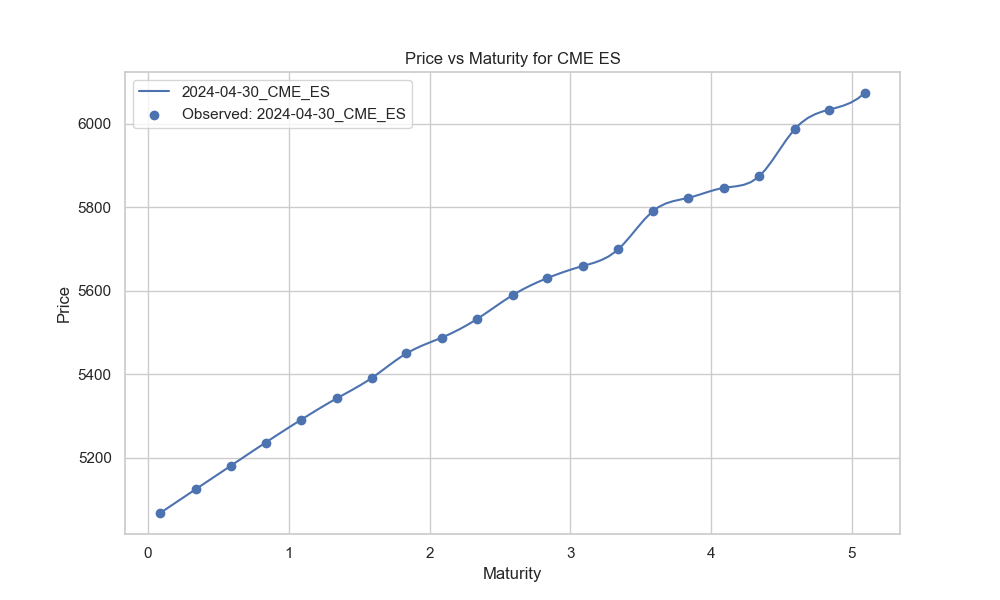 Price vs Maturity for CME ES
2024-04-30_CME_ES
Observed: 2024-04-30_CME_ES
6000
5800
5600
5400
5200
Price
0 1 2 3 4 5
Maturity